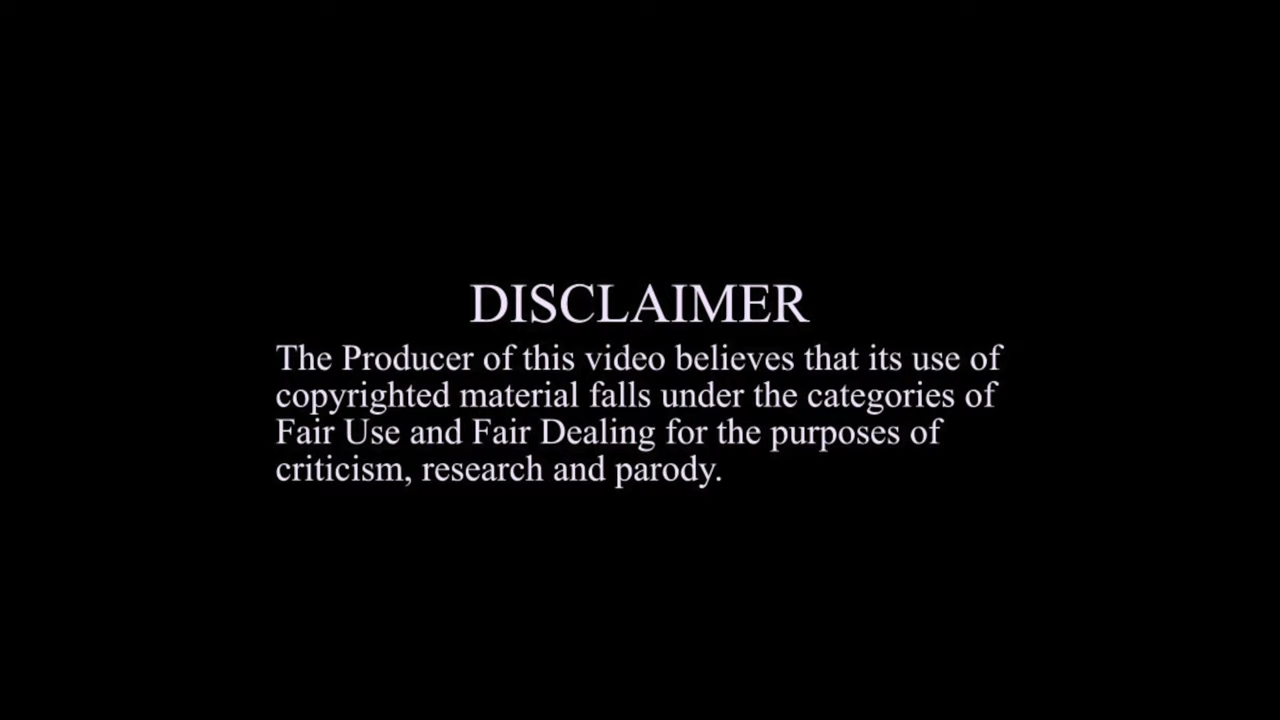 DISCLAIMER
The Producer of this video believes that its use of
copyrighted material falls under the categories of
Fair Use and Fair Dealing for the purposes of
criticism, research and parody.